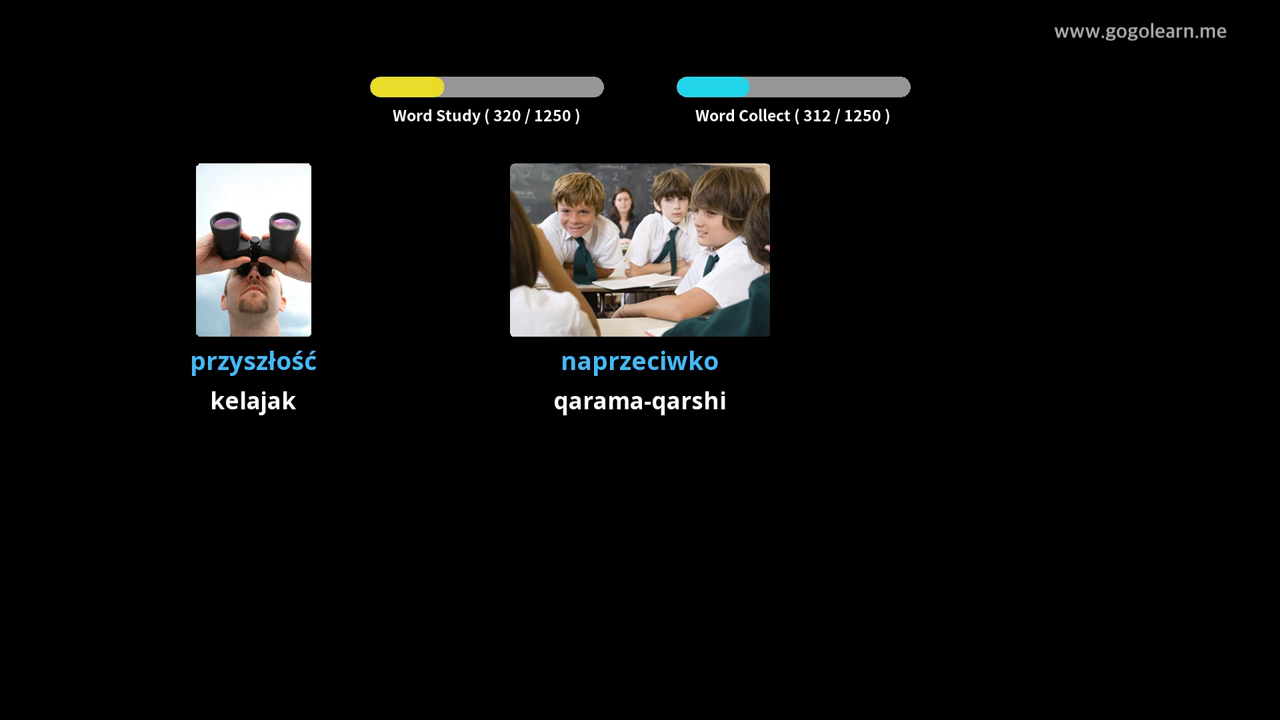 www.gogolearn.me
Word Study ( 320 / 1250 )
Word Collect ( 312 / 1250 )
przyszłość
naprzeciwko
kelajak
qarama-qarshi